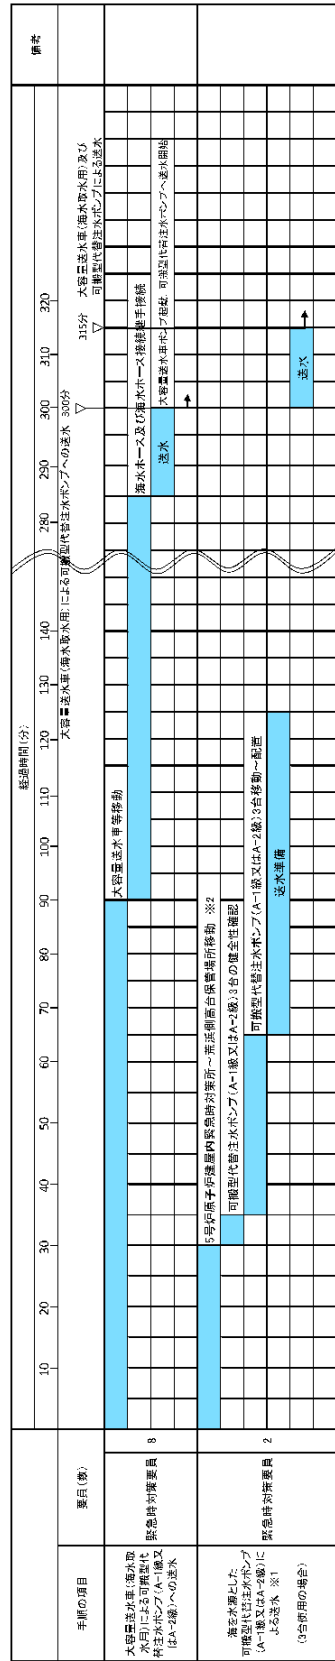 手順の項目
要員(数)
経過時間(分)
備考
10
20
30
40
50
60
70
80
90
100
110
120
130
140
280
290
300
310
320
大容量送水車(海水取水用)による可搬型代替注水ポンプへの送水 300分
315分
大容量送水車(海水取水用)及び
可搬型代替注水ポンプによる送水
大容量送水車(海水取
水用)による可搬型代
替注水ポンプ(A-1級又
はA-2級)への送水
緊急時対策要員
8
大容量送水車等移動
海水ホース及び海水ホース接続継手接続
大容量送水車ポンプ起動、可搬型代替注水ポンプへ送水開始
送水
海を水源とした
可搬型代替注水ポンプ
(A-1級又はA-2級)に
よる送水 ※1
(3台使用の場合)
緊急時対策要員
2
5号炉原子炉建屋内緊急時対策所～荒浜側高台保管場所移動 ※2
可搬型代替注水ポンプ(A-1級又はA-2級)3台の健全性確認
可搬型代替注水ポンプ(A-1級又はA-2級)3台移動～配置
送水準備
送水